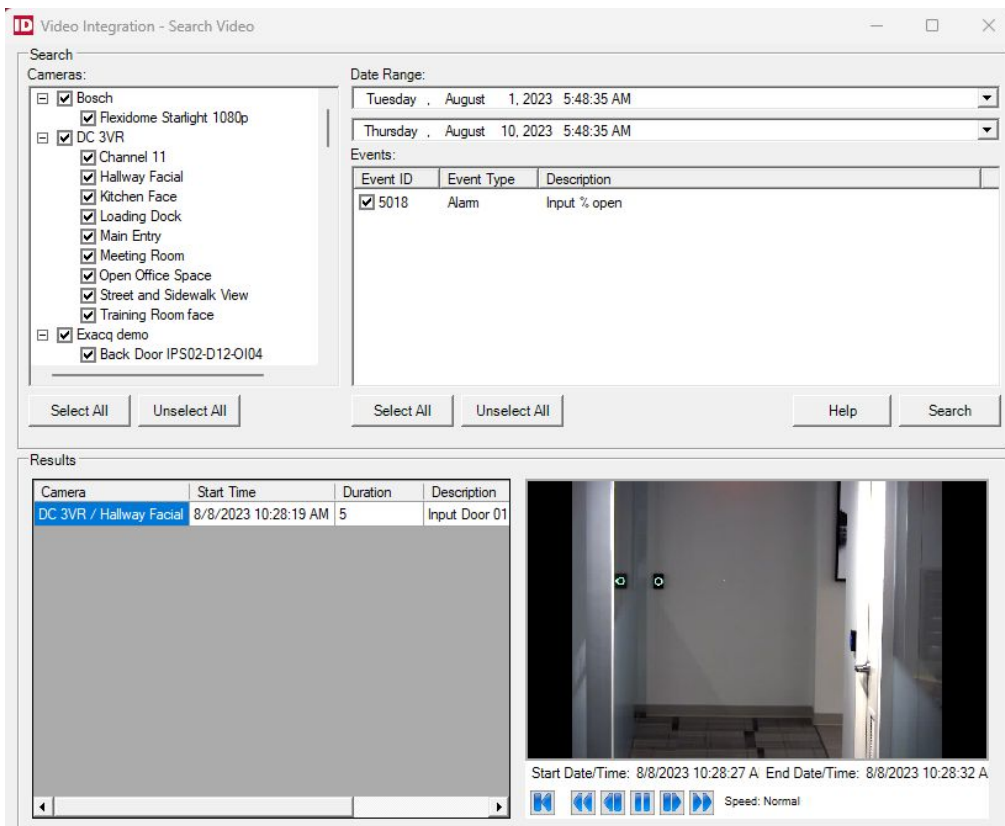 ID Video Integration - Search Video
Search
Cameras:
Bosch
Flexidome Starlight 1080p
DC 3VR
Channel 11
Hallway Facial
Kitchen Face
Loading Dock
Main Entry
Meeting Room
Open Office Space
Street and Sidewalk View
Training Room face
Exacq demo
Back Door IPS02-D12-OI04
Select All Unselect All
Date Range:
Tuesday , August 1, 2023 5:48:35 AM
Thursday , August 10, 2023 5:48:35 AM
Events:
Event ID Event Type Description
5018 Alarm Input % open
Select All Unselect All Help Search
Results
Camera Start Time Duration Description
DC 3VR / Hallway Facial 8/8/2023 10:28:19 AM 5 Input Door 01
Start Date/Time: 8/8/2023 10:28:27 A End Date/Time: 8/8/2023 10:28:32 A
Speed: Normal